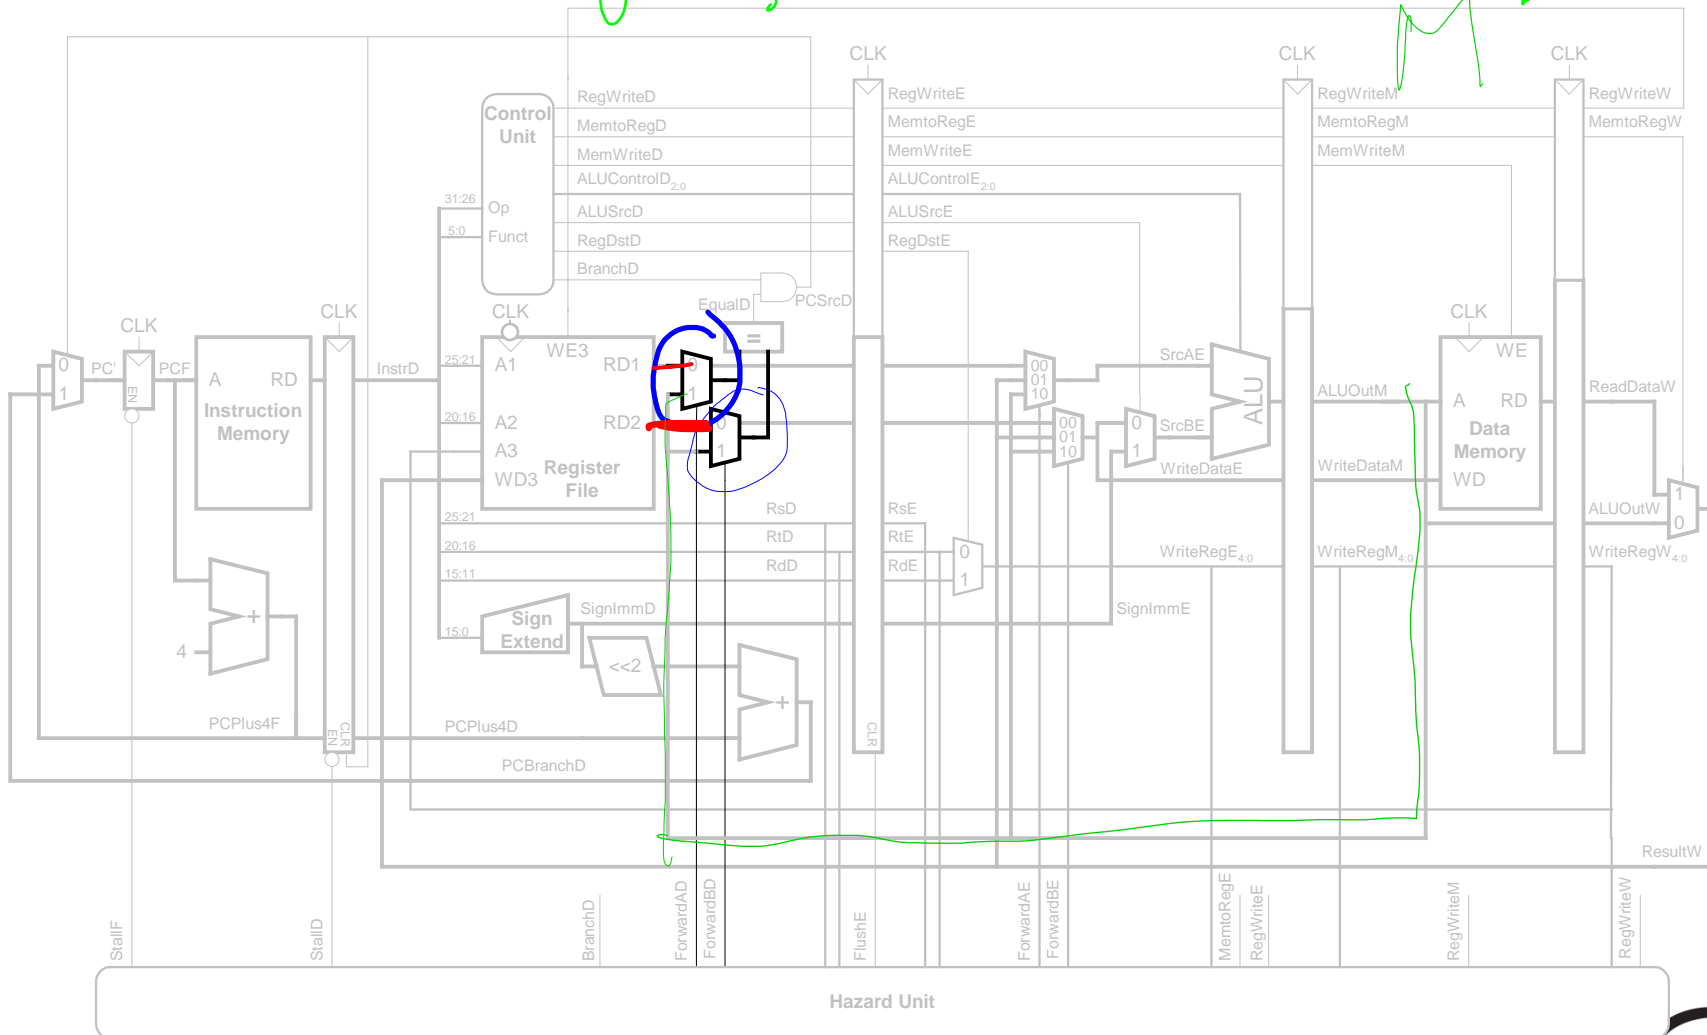 CLK CLK CLK
RegWriteD RegWriteE RegWriteM RegWriteW
Control
Unit
MemtoRegD MemtoRegE MemtoRegM MemtoRegW
MemWriteD MemWriteE MemWriteM
ALUControlD2:0 ALUControlE2:0
31:26 Op ALUSrcD ALUSrcE
5:0 Funct RegDstD RegDstE
BranchD
EqualD PCSrcD
CLK CLK CLK CLK
= WE3 WE
0 PC' PCF A RD InstrD 25:21 A1 RD1 0 00 SrcAE
1 EN 1 01 ALU ALUOutM A RD ReadDataW
10
Instruction
Memory
20:16 A2 RD2 0 00 0 SrcBE Data
Memory
A3 1 01 1
10
WD3 Register
File
WriteDataE WriteDataM WD
1
25:21 RsD RsE ALUOutW 0
20:16 RtD RtE 0 WriteRegE4:0 WriteRegM4:0 WriteRegW4:0
15:11 RdD RdE 1
SignImmD SignImmE
15:0 Sign
Extend
+
4 <<2
+
PCPlus4F EN CLR PCPlus4D CLR
PCBranchD
ResultW
StallF StallD BranchD ForwardAD ForwardBD FlushE ForwardAE ForwardBE MemtoRegE RegWriteE RegWriteM RegWriteW
Hazard Unit